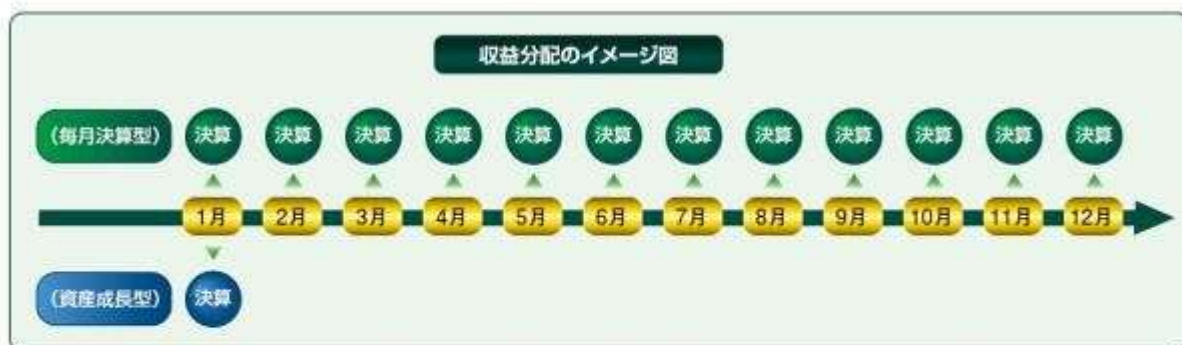 収益分配のイメージ図
(毎月決算型) 決算 決算 決算 決算 決算 決算 決算 決算 決算 決算 決算 決算
1月 2月 3月 4月 5月 6月 7月 8月 9月 10月 11月 12月
(資産成長型) 決算